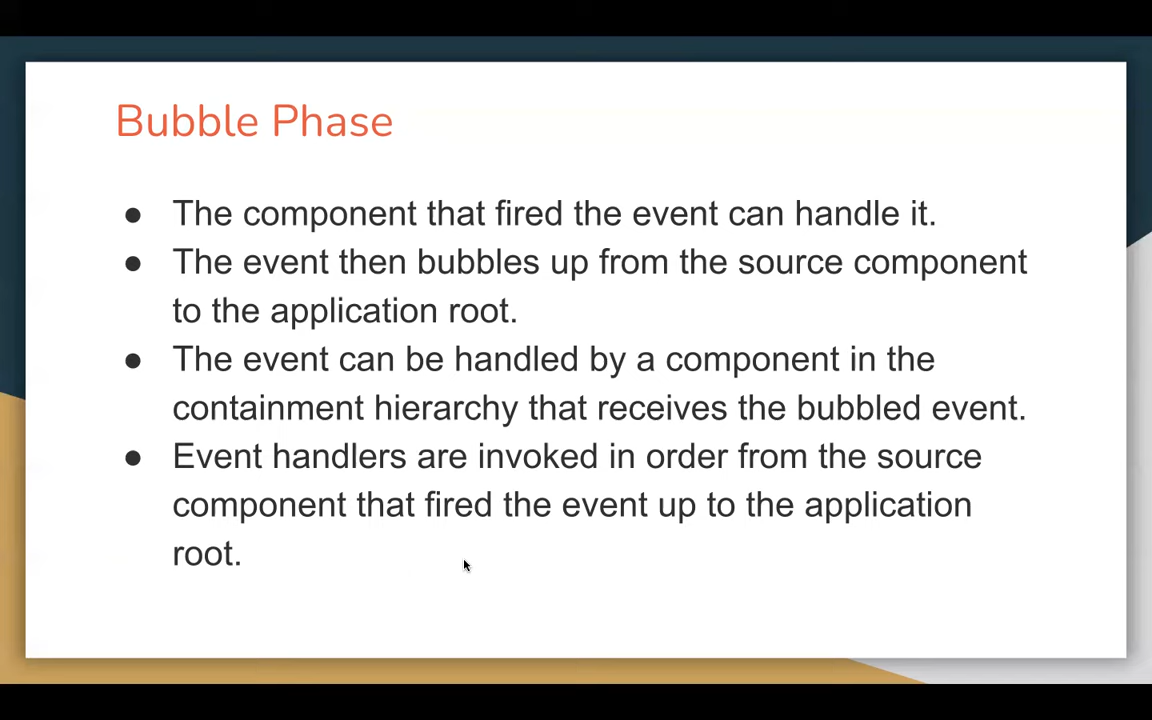 Bubble Phase
● The component that fired the event can handle it.
● The event then bubbles up from the source component
to the application root.
● The event can be handled by a component in the
containment hierarchy that receives the bubbled event.
● Event handlers are invoked in order from the source
component that fired the event up to the application
root.